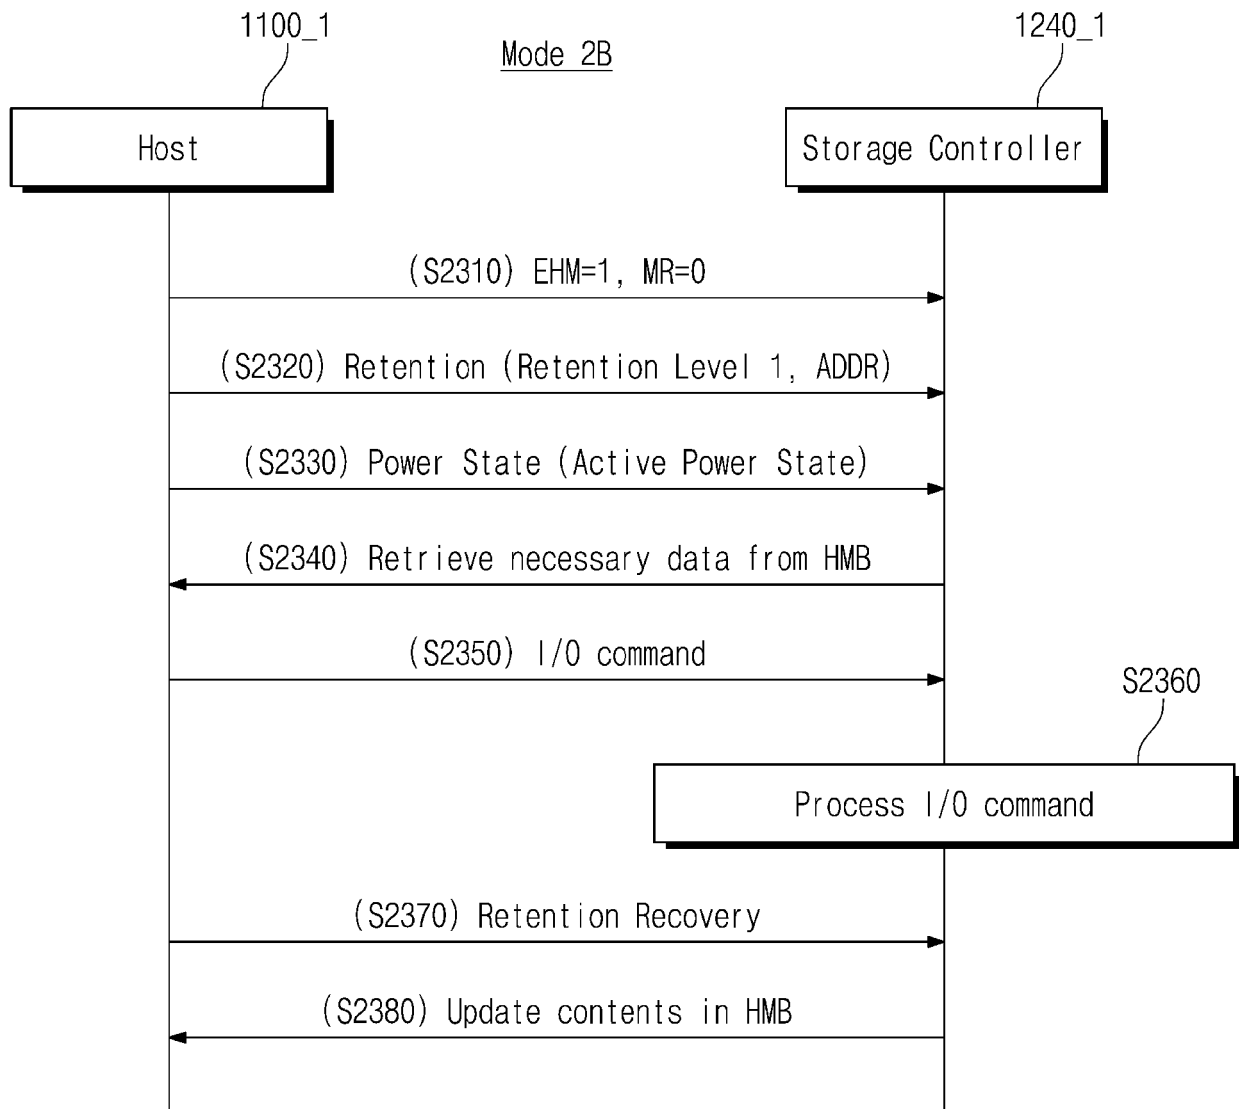 1100_1
1240_1
Mode 2B
Host
Storage Controller
(S2310) EHM=1, MR=0
(S2320) Retention (Retention Level 1, ADDR)
(S2330) Power State (Active Power State)
(S2340) Retrieve necessary data from HMB
(S2350) I/O command
S2360
Process I/O command
(S2370) Retention Recovery
(S2380) Update contents in HMB